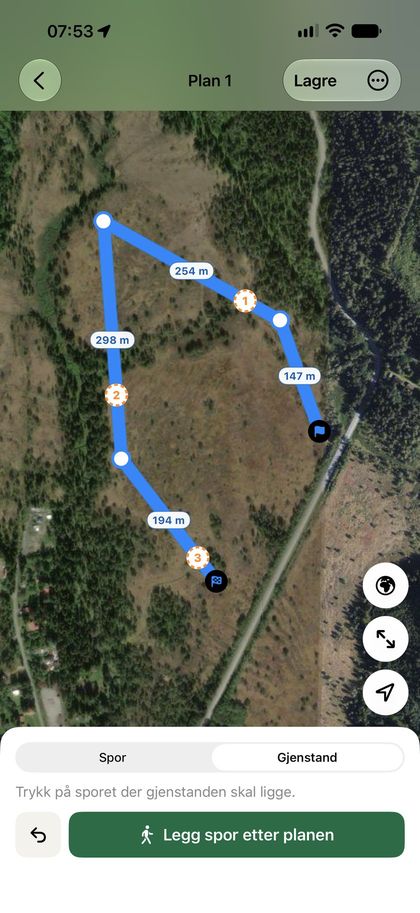 07:53
Plan 1
Lagre
254 m
1
298 m
147 m
2
194 m
3
Spor
Gjenstand
Trykk på sporet der gjenstanden skal ligge.
Legg spor etter planen